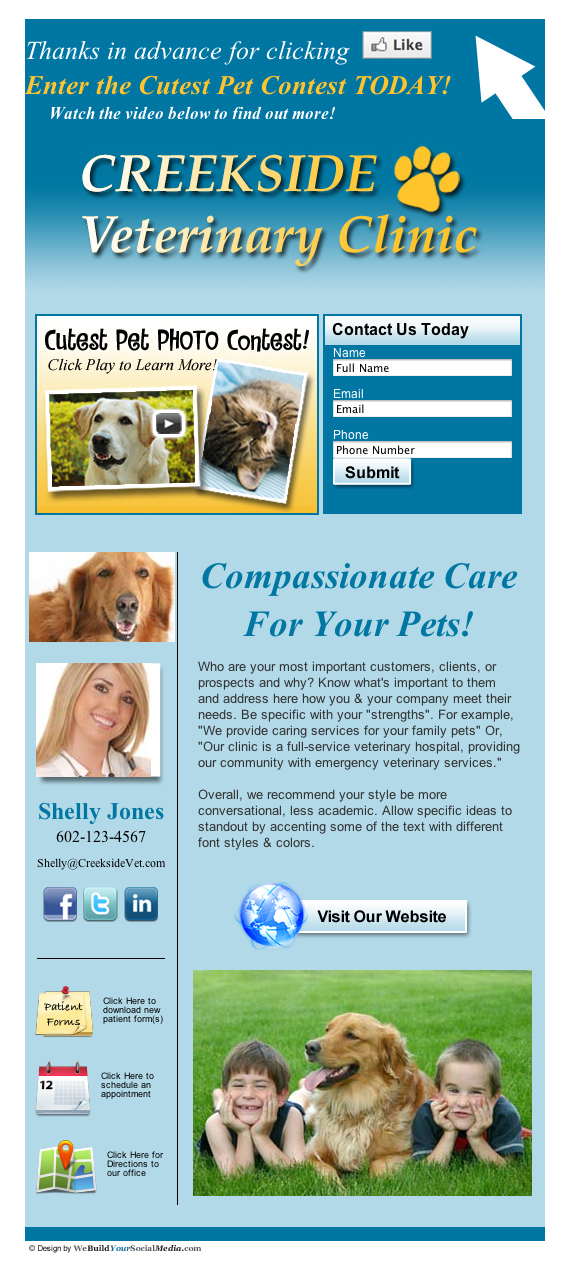 Thanks in advance for clicking Like
Enter the Cutest Pet Contest TODAY!
Watch the video below to find out more!
CREEKSIDE
Veterinary Clinic
Cutest Pet PHOTO Contest!
Click Play to Learn More!
Contact Us Today
Name
Full Name
Email
Email
Phone
Phone Number
Submit
Compassionate Care
For Your Pets!
Who are your most important customers, clients, or
prospects and why? Know what's important to them
and address here how you & your company meet their
needs. Be specific with your "strengths". For example,
"We provide caring services for your family pets" Or,
"Our clinic is a full-service veterinary hospital, providing
our community with emergency veterinary services."
Overall, we recommend your style be more
conversational, less academic. Allow specific ideas to
standout by accenting some of the text with different
font styles & colors.
Visit Our Website
Shelly Jones
602-123-4567
Shelly@CreeksideVet.com
f t in
Patient
Forms
Click Here to
download new
patient form(s)
12
Click Here to
schedule an
appointment
Click Here for
Directions to
our office
© Design by WeBuildYourSocialMedia.com